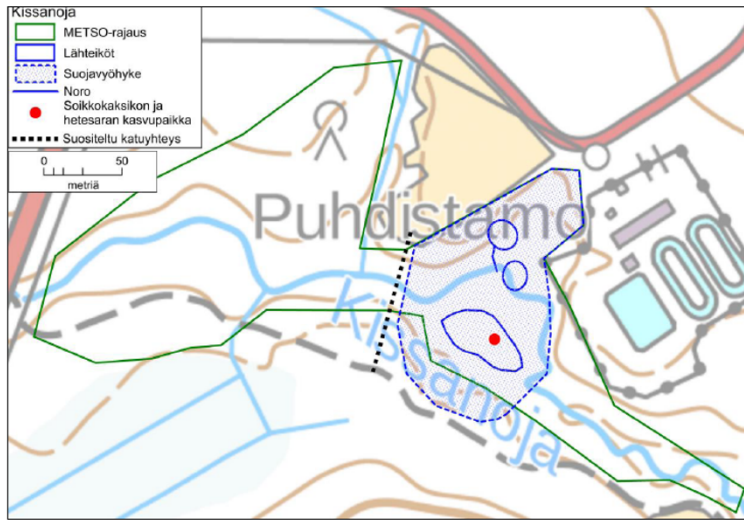 Kissanoja
METSO-rajaus
Lähteiköt
Suojavyöhyke
Noro
Soikkokaksikon ja
hetesaran kasvupaikka
Suositeltu katuyhteys
0 50
metriä
Puhdistamo
Kissanoja